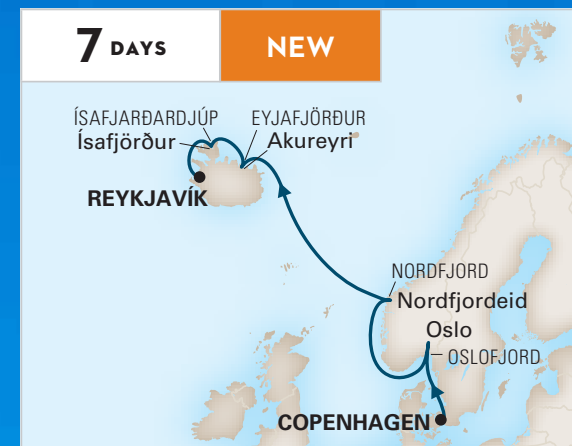 7 DAYS
NEW
ÍSAFJARÐARDJÚP
Ísafjörður
EYJAFJÖRÐUR
Akureyri
REYKJAVÍK
NORDFJORD
Nordfjordeid
Oslo
OSLOFJORD
COPENHAGEN